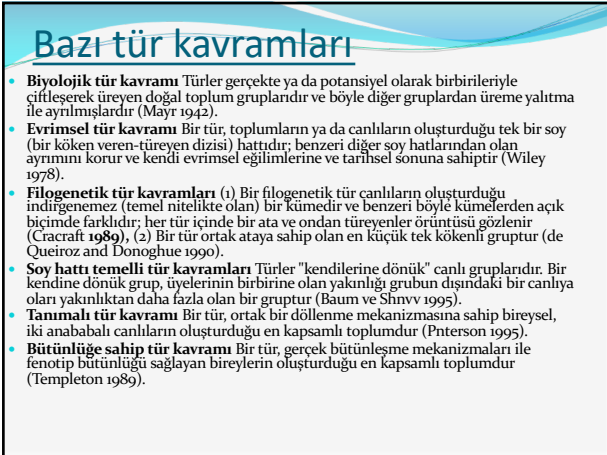 Bazı tür kavramları
• Biyolojik tür kavramı Türler gerçekte ya da potansiyel olarak birbirileriyle
çiftleşerek üreyen doğal toplum gruplarıdır ve böyle diğer gruplardan üreme yalıtma
ile ayrılmışlardır (Mayr 1942).
• Evrimsel tür kavramı Bir tür, toplumların ya da canlıların oluşturduğu tek bir soy
(bir köken veren-türeyen dizisi) hattıdır; benzeri diğer soy hatlarından olan
ayrımını korur ve kendi evrimsel eğilimlerine ve tarihsel sonuna sahiptir (Wiley
1978).
• Filogenetik tür kavramları (1) Bir filogenetik tür canlıların oluşturduğu
indirgenemez (temel nitelikte olan) bir kümedir ve benzeri böyle kümelerden açık
biçimde farklıdır; her tür içinde bir ata ve ondan türeyenler örüntüsü gözlenir
(Cracraft 1989), (2) Bir tür ortak ataya sahip olan en küçük tek kökenli gruptur (de
Queiroz and Donoghue 1990).
• Soy hattı temelli tür kavramları Türler "kendilerine dönük" canlı gruplarıdır. Bir
kendine dönük grup, üyelerinin birbirine olan yakınlığı grubun dışındaki bir canlıya
oları yakınlıktan daha fazla olan bir gruptur (Baum ve Shnvv 1995).
• Tanımalı tür kavramı Bir tür, ortak bir döllenme mekanizmasına sahip bireysel,
iki anababalı canlıların oluşturduğu en kapsamlı toplumdur (Pnterson 1995).
• Bütünlüğe sahip tür kavramı Bir tür, gerçek bütünleşme mekanizmaları ile
fenotip bütünlüğü sağlayan bireylerin oluşturduğu en kapsamlı toplumdur
(Templeton 1989).